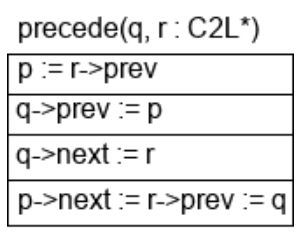 precede(q, r : C2L*)
p := r->prev
q->prev := p
q->next := r
p->next := r->prev := q